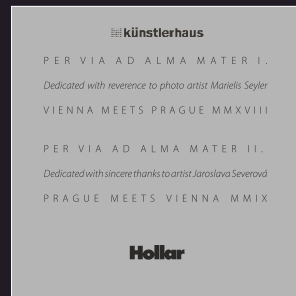 künstlerhaus
PER VIA AD ALMA MATER I.
Dedicated with reverence to photo artist Marielis Seyler
VIENNA MEETS PRAGUE MMXVIII
PER VIA AD ALMA MATER II.
Dedicated with sincere thanks to artist Jaroslava Severová
PRAGUE MEETS VIENNA MMIX
Hollar